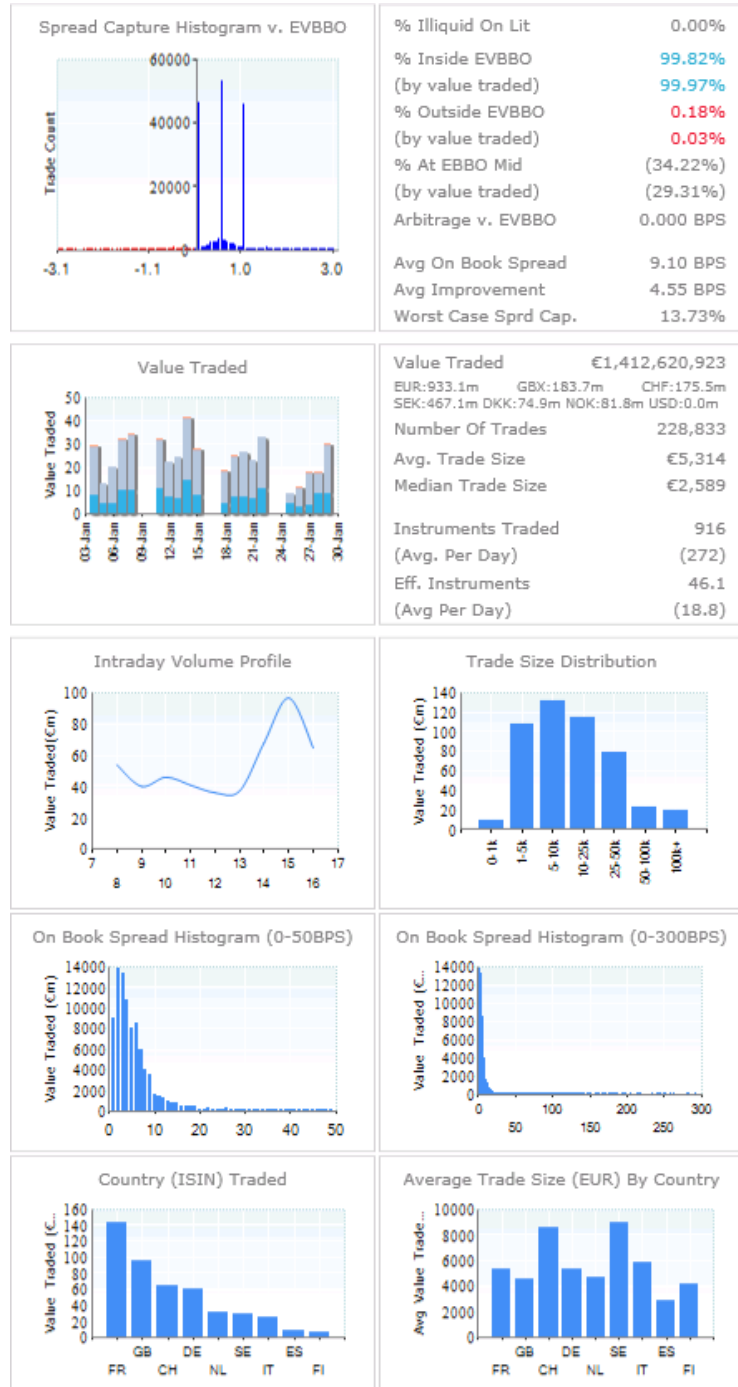 Spread Capture Histogram v. EVBBO
60000
40000
20000
0
Trade Count
-3.1 -1.1 1.0 3.0
% Illiquid On Lit 0.00%
% Inside EVBBO 99.82%
(by value traded) 99.97%
% Outside EVBBO 0.18%
(by value traded) 0.03%
% At EBBO Mid (34.22%)
(by value traded) (29.31%)
Arbitrage v. EVBBO 0.000 BPS
Avg On Book Spread 9.10 BPS
Avg Improvement 4.55 BPS
Worst Case Sprd Cap. 13.73%
Value Traded
50
40
30
20
10
0
Value Traded
03-Jan 06-Jan 09-Jan 12-Jan 15-Jan 18-Jan 21-Jan 24-Jan 27-Jan 30-Jan
Value Traded €1,412,620,923
EUR:933.1m GBX:183.7m CHF:175.5m
SEK:467.1m DKK:74.9m NOK:81.8m USD:0.0m
Number Of Trades 228,833
Avg. Trade Size €5,314
Median Trade Size €2,589
Instruments Traded 916
(Avg. Per Day) (272)
Eff. Instruments 46.1
(Avg Per Day) (18.8)
Intraday Volume Profile
100
80
60
40
20
0
Value Traded(€m)
7 9 11 13 15 17
8 10 12 14 16
Trade Size Distribution
140
120
100
80
60
40
20
0
Value Traded (€m)
0-1k 1-5k 5-10k 10-25k 25-50k 50-100k 100k+
On Book Spread Histogram (0-50BPS)
14000
12000
10000
8000
6000
4000
2000
0
Value Traded (€m)
0 10 20 30 40 50
On Book Spread Histogram (0-300BPS)
14000
12000
10000
8000
6000
4000
2000
0
Value Traded (€...
0 100 200 300
50 150 250
Country (ISIN) Traded
160
140
120
100
80
60
40
20
0
Value Traded (€...
GB DE SE ES
FR CH NL IT FI
Average Trade Size (EUR) By Country
10000
8000
6000
4000
2000
0
Avg Value Trade...
GB DE SE ES
FR CH NL IT FI